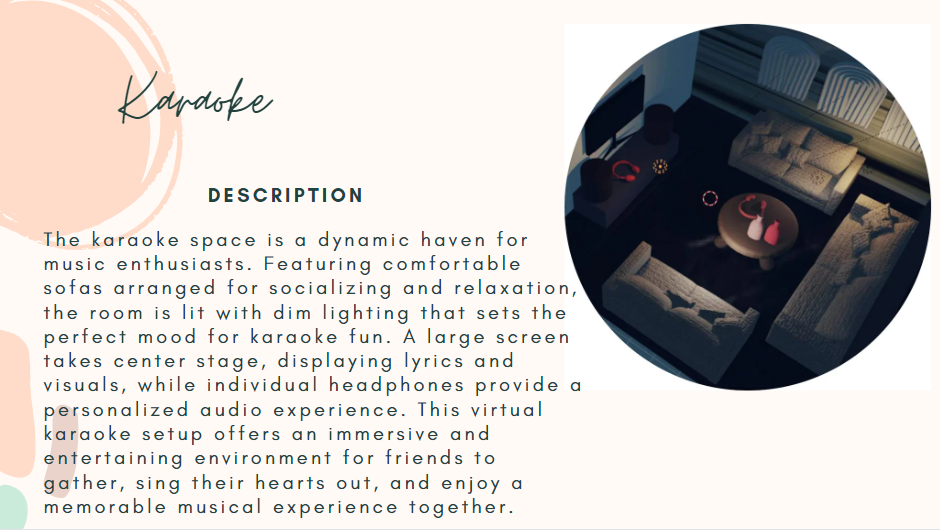 Karaoke
DESCRIPTION
The karaoke space is a dynamic haven for
music enthusiasts. Featuring comfortable
sofas arranged for socializing and relaxation,
the room is lit with dim lighting that sets the
perfect mood for karaoke fun. A large screen
takes center stage, displaying lyrics and
visuals, while individual headphones provide a
personalized audio experience. This virtual
karaoke setup offers an immersive and
entertaining environment for friends to
gather, sing their hearts out, and enjoy a
memorable musical experience together.